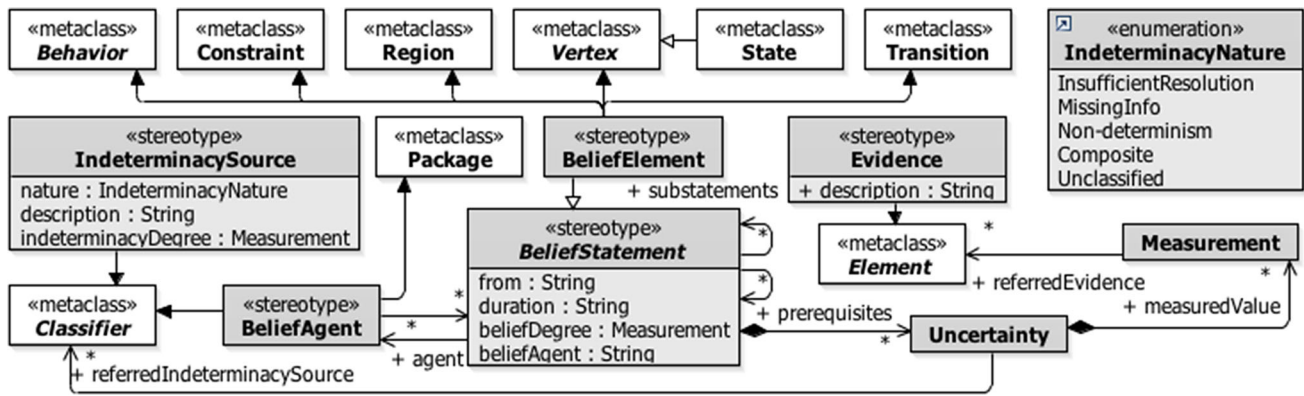 «metaclass»
Behavior
«metaclass»
Constraint
«metaclass»
Region
«metaclass»
Vertex
«metaclass»
State
«metaclass»
Transition
«enumeration»
IndeterminacyNature
InsufficientResolution
MissingInfo
Non-determinism
Composite
Unclassified
«stereotype»
IndeterminacySource
nature : IndeterminacyNature
description : String
indeterminacyDegree : Measurement
«metaclass»
Package
«stereotype»
BeliefElement
«stereotype»
Evidence
+ description : String
+ substatements
*
«stereotype»
BeliefStatement
from : String
duration : String
beliefDegree : Measurement
beliefAgent : String
*
+ prerequisites
«metaclass»
Element
*
+ referredEvidence
Measurement
*
+ measuredValue
«metaclass»
Classifier
«stereotype»
BeliefAgent
*
*
+ agent
*
Uncertainty
*
+ referredIndeterminacySource